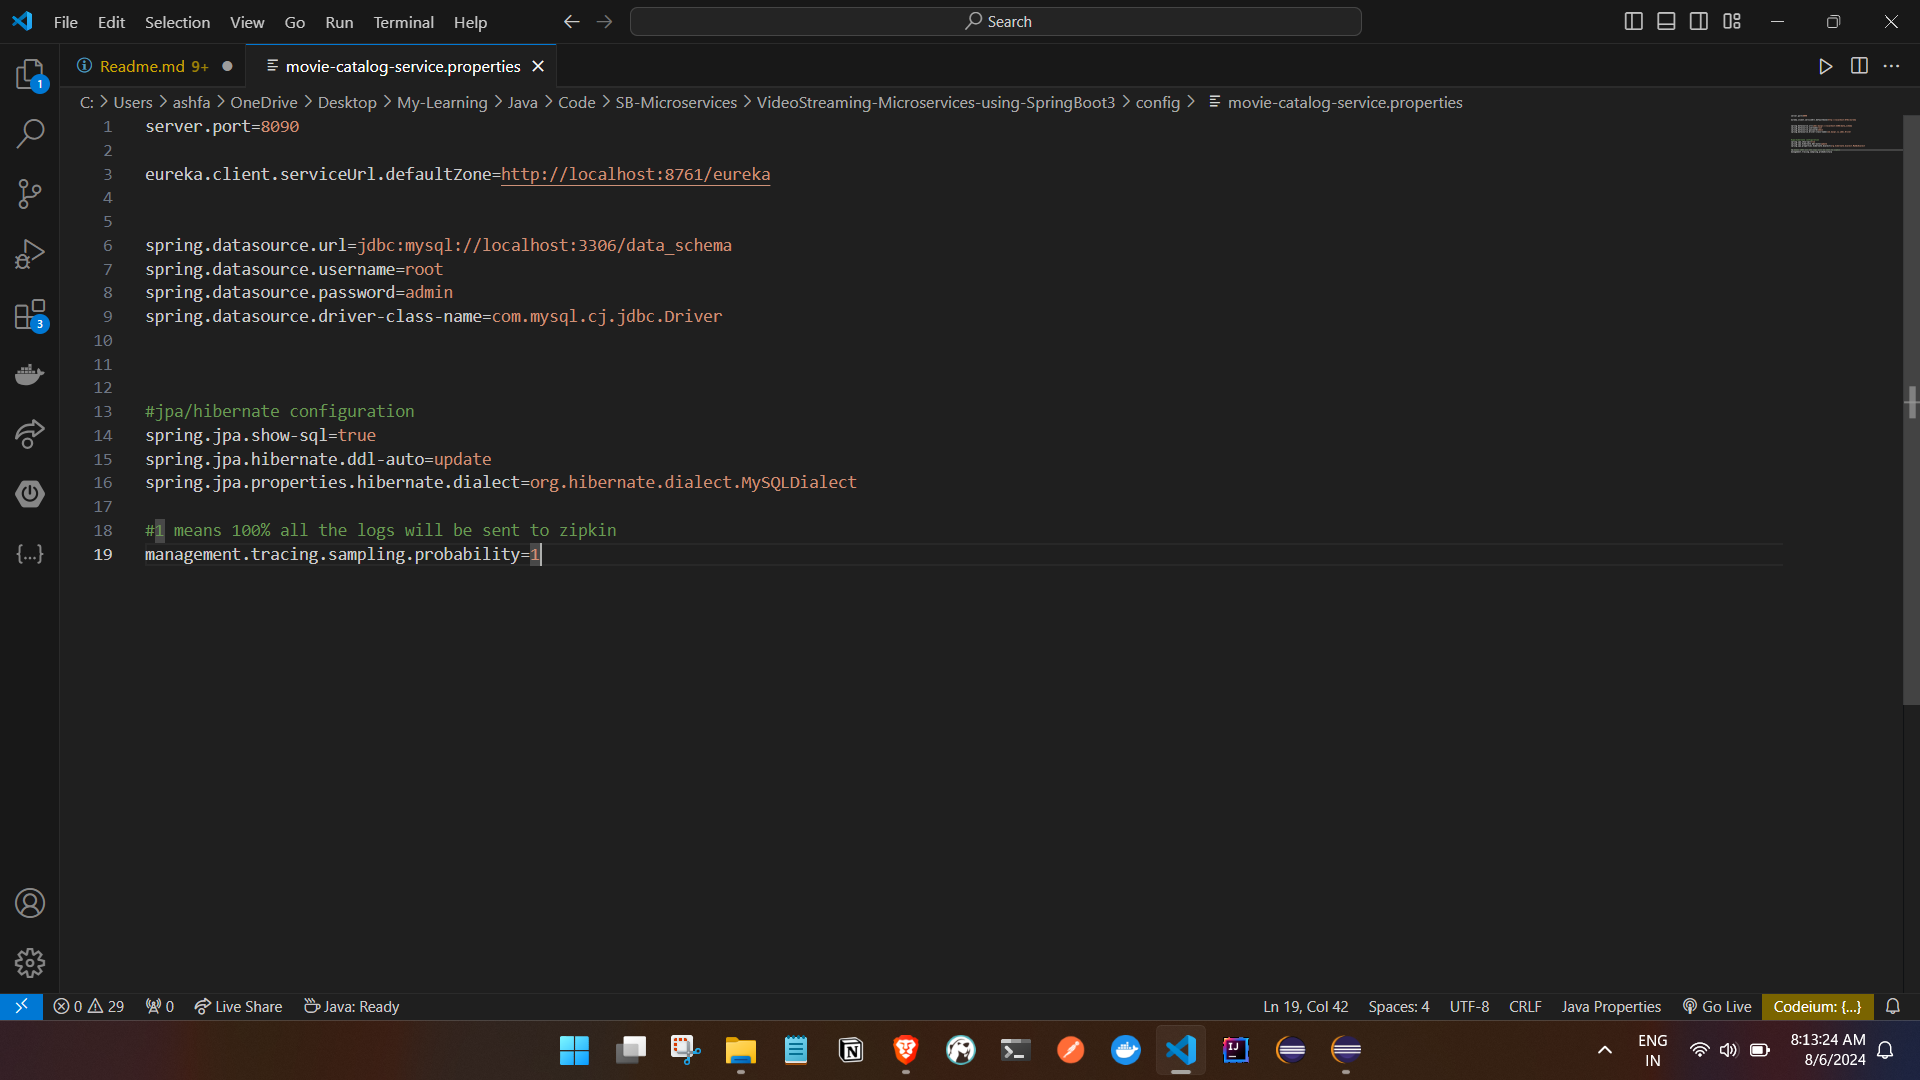 File Edit Selection View Go Run Terminal Help Search
1
Readme.md 9+ movie-catalog-service.properties
C: > Users > ashfa > OneDrive > Desktop > My-Learning > Java > Code > SB-Microservices > VideoStreaming-Microservices-using-SpringBoot3 > config > movie-catalog-service.properties
1 server.port=8090
2
3 eureka.client.serviceUrl.defaultZone=http://localhost:8761/eureka
4
5
6 spring.datasource.url=jdbc:mysql://localhost:3306/data_schema
7 spring.datasource.username=root
8 spring.datasource.password=admin
9 spring.datasource.driver-class-name=com.mysql.cj.jdbc.Driver
3
10
11
12
13 #jpa/hibernate configuration
14 spring.jpa.show-sql=true
15 spring.jpa.hibernate.ddl-auto=update
16 spring.jpa.properties.hibernate.dialect=org.hibernate.dialect.MySQLDialect
17
18 #1 means 100% all the logs will be sent to zipkin
19 management.tracing.sampling.probability=1
{...}
0 29 0 Live Share Java: Ready Ln 19, Col 42 Spaces: 4 UTF-8 CRLF Java Properties Go Live Codeium: {...}
IJ
ENG
IN
8:13:24 AM
8/6/2024